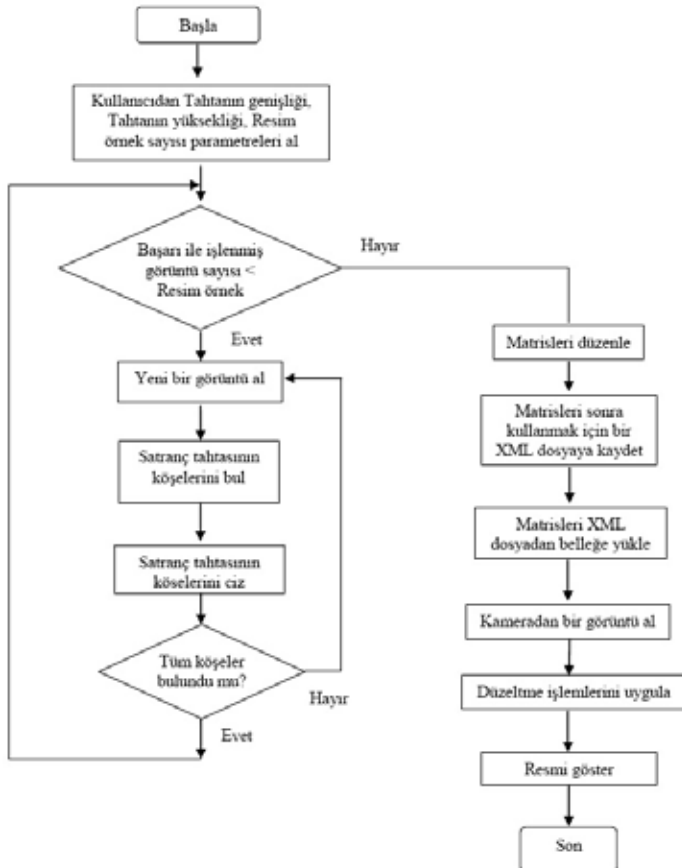 Başla
Kullanıcıdan Tahtanın genişliği,
Tahtanın yüksekliği, Resim
örnek sayısı parametreleri al
Başarı ile işlenmiş
görüntü sayısı <
Resim örnek
Hayır
Evet
Yeni bir görüntü al
Satranç tahtasının
köşelerini bul
Satranç tahtasının
köselerini ciz
Tüm köşeler
bulundu mu?
Hayır
Evet
Matrisleri düzenle
Matrisleri sonra
kullanmak için bir
XML dosyaya kaydet
Matrisleri XML
dosyadan belleğe yükle
Kameradan bir görüntü al
Düzeltme işlemlerini uygula
Resmi göster
Son